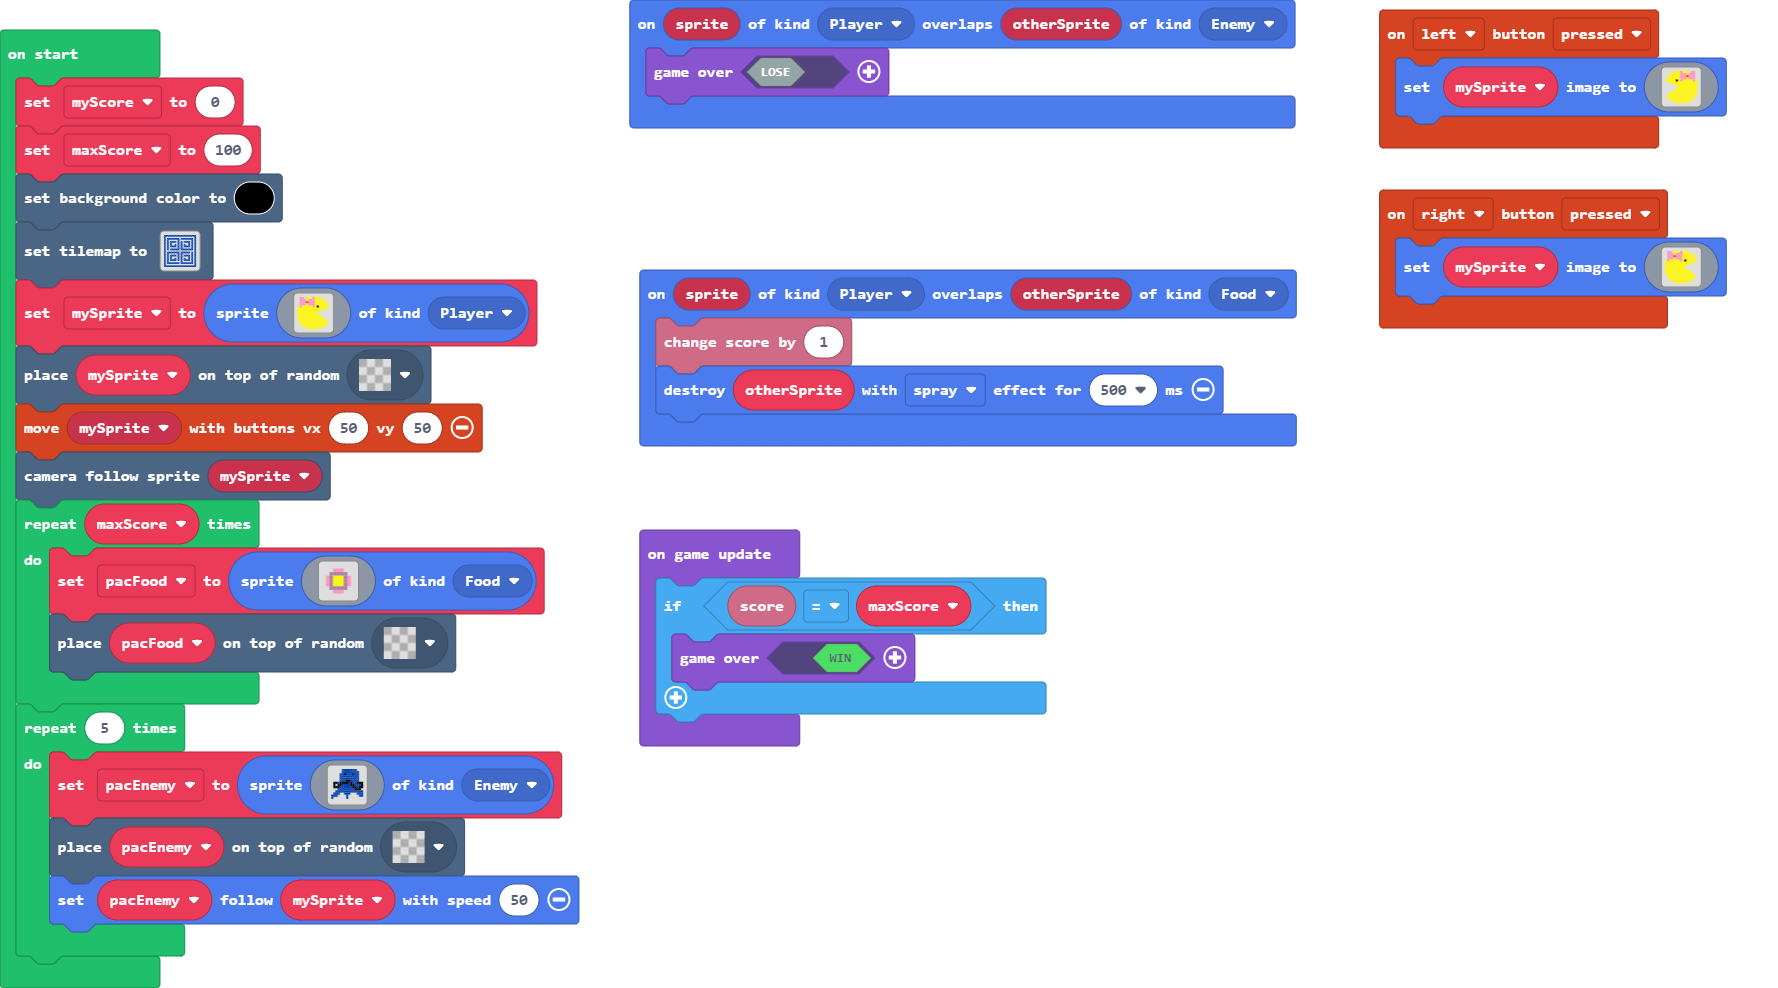 on start
set myScore to 0
set maxScore to 100
set background color to
set tilemap to
set mySprite to sprite of kind Player
place mySprite on top of random
move mySprite with buttons vx 50 vy 50
camera follow sprite mySprite
repeat maxScore times
do
set pacFood to sprite of kind Food
place pacFood on top of random
repeat 5 times
do
set pacEnemy to sprite of kind Enemy
place pacEnemy on top of random
set pacEnemy follow mySprite with speed 50
on sprite of kind Player overlaps otherSprite of kind Enemy
game over LOSE
on sprite of kind Player overlaps otherSprite of kind Food
change score by 1
destroy otherSprite with spray effect for 500 ms
on game update
if score = maxScore then
game over WIN
on left button pressed
set mySprite image to
on right button pressed
set mySprite image to